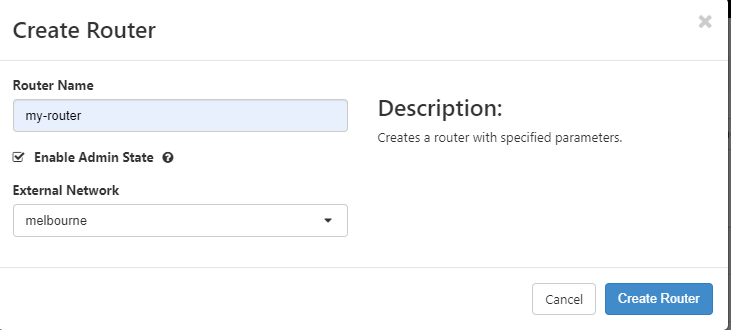 Create Router
×
Router Name
my-router
Enable Admin State ?
External Network
melbourne
Description:
Creates a router with specified parameters.
Cancel
Create Router